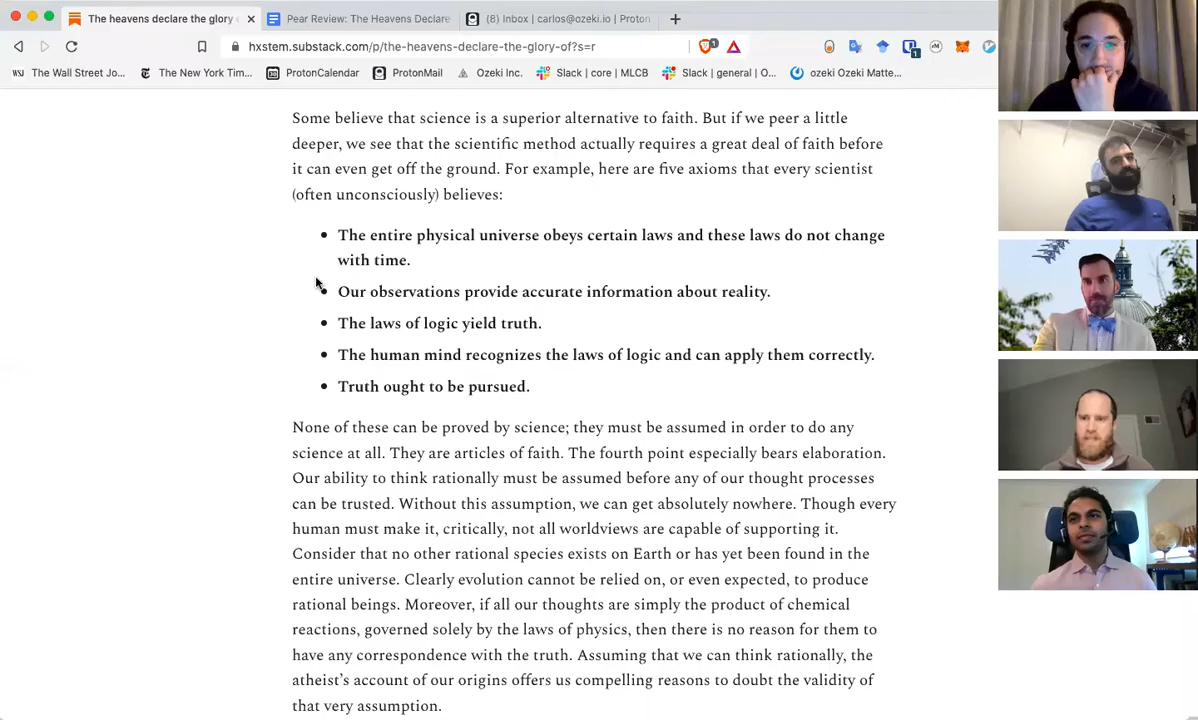 The heavens declare the glory
Pear Review: The Heavens Declare
(8) Inbox | carlos@ozeki.io | Proton
hxstem.substack.com/p/the-heavens-declare-the-glory-of?s=r
The Wall Street Jo...
The New York Tim...
ProtonCalendar
ProtonMail
Ozeki Inc.
Slack | core | MLCB
Slack | general | O...
ozeki Ozeki Matte...
Some believe that science is a superior alternative to faith. But if we peer a little
deeper, we see that the scientific method actually requires a great deal of faith before
it can even get off the ground. For example, here are five axioms that every scientist
(often unconsciously) believes:
• The entire physical universe obeys certain laws and these laws do not change
with time.
• Our observations provide accurate information about reality.
• The laws of logic yield truth.
• The human mind recognizes the laws of logic and can apply them correctly.
• Truth ought to be pursued.
None of these can be proved by science; they must be assumed in order to do any
science at all. They are articles of faith. The fourth point especially bears elaboration.
Our ability to think rationally must be assumed before any of our thought processes
can be trusted. Without this assumption, we can get absolutely nowhere. Though every
human must make it, critically, not all worldviews are capable of supporting it.
Consider that no other rational species exists on Earth or has yet been found in the
entire universe. Clearly evolution cannot be relied on, or even expected, to produce
rational beings. Moreover, if all our thoughts are simply the product of chemical
reactions, governed solely by the laws of physics, then there is no reason for them to
have any correspondence with the truth. Assuming that we can think rationally, the
atheist's account of our origins offers us compelling reasons to doubt the validity of
that very assumption.